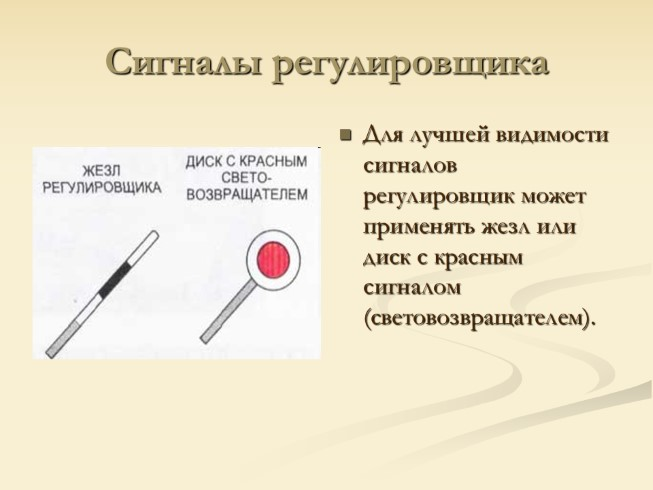 Сигналы регулировщика
ЖЕЗЛ
РЕГУЛИРОВЩИКА
ДИСК С КРАСНЫМ
СВЕТО-
ВОЗВРАЩАТЕЛЕМ
Для лучшей видимости
сигналов
регулировщик может
применять жезл или
диск с красным
сигналом
(световозвращателем).